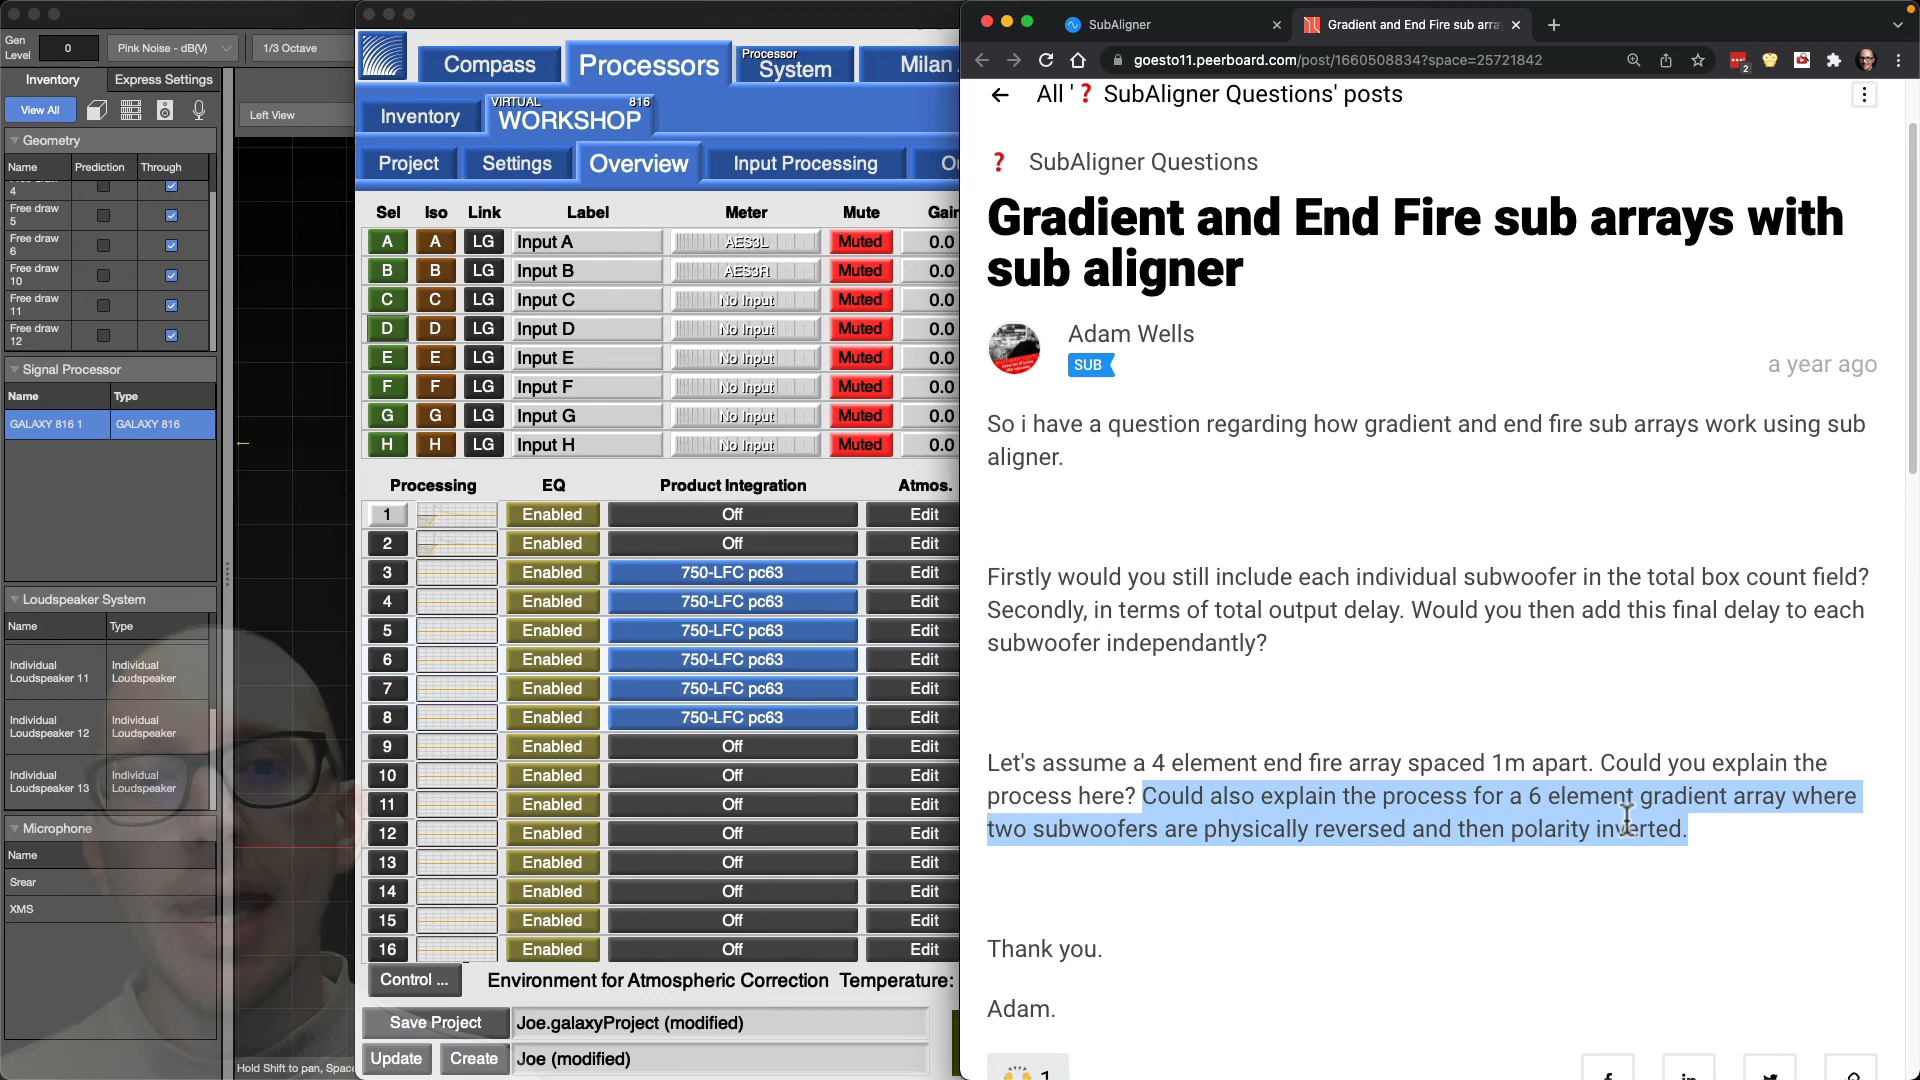 Gen
Level
0
Pink Noise - dB(V)
1/3 Octave
Inventory
Express Settings
View All
Left View
Geometry
Name Prediction Through
4
Free draw
5
Free draw
6
Free draw
10
Free draw
11
Free draw
12
Signal Processor
Name Type
GALAXY 816 1 GALAXY 816
Loudspeaker System
Name Type
Individual
Loudspeaker 11
Individual
Loudspeaker
Individual
Loudspeaker 12
Individual
Loudspeaker
Individual
Loudspeaker 13
Individual
Loudspeaker
Microphone
Name
Srear
XMS
Hold Shift to pan, Space
Compass
Processors
Processor
System
Milan
Inventory
VIRTUAL 816
WORKSHOP
Project
Settings
Overview
Input Processing
Sel Iso Link Label Meter Mute Gain
A A LG Input A AES3L Muted 0.0
B B LG Input B AES3R Muted 0.0
C C LG Input C No Input Muted 0.0
D D LG Input D No Input Muted 0.0
E E LG Input E No Input Muted 0.0
F F LG Input F No Input Muted 0.0
G G LG Input G No Input Muted 0.0
H H LG Input H No Input Muted 0.0
Processing EQ Product Integration Atmos.
1 Enabled Off Edit
2 Enabled Off Edit
3 Enabled 750-LFC pc63 Edit
4 Enabled 750-LFC pc63 Edit
5 Enabled 750-LFC pc63 Edit
6 Enabled 750-LFC pc63 Edit
7 Enabled 750-LFC pc63 Edit
8 Enabled 750-LFC pc63 Edit
9 Enabled Off Edit
10 Enabled Off Edit
11 Enabled Off Edit
12 Enabled Off Edit
13 Enabled Off Edit
14 Enabled Off Edit
15 Enabled Off Edit
16 Enabled Off Edit
Control ... Environment for Atmospheric Correction Temperature:
Save Project Joe.galaxyProject (modified)
Update Create Joe (modified)
SubAligner
Gradient and End Fire sub arra
goesto11.peerboard.com/post/1660508834?space=25721842
2
All '❓ SubAligner Questions' posts
❓ SubAligner Questions
Gradient and End Fire sub arrays with
sub aligner
Adam Wells
SUB
a year ago
So i have a question regarding how gradient and end fire sub arrays work using sub
aligner.
Firstly would you still include each individual subwoofer in the total box count field?
Secondly, in terms of total output delay. Would you then add this final delay to each
subwoofer independantly?
Let's assume a 4 element end fire array spaced 1m apart. Could you explain the
process here? Could also explain the process for a 6 element gradient array where
two subwoofers are physically reversed and then polarity inverted.
Thank you.
Adam.
1